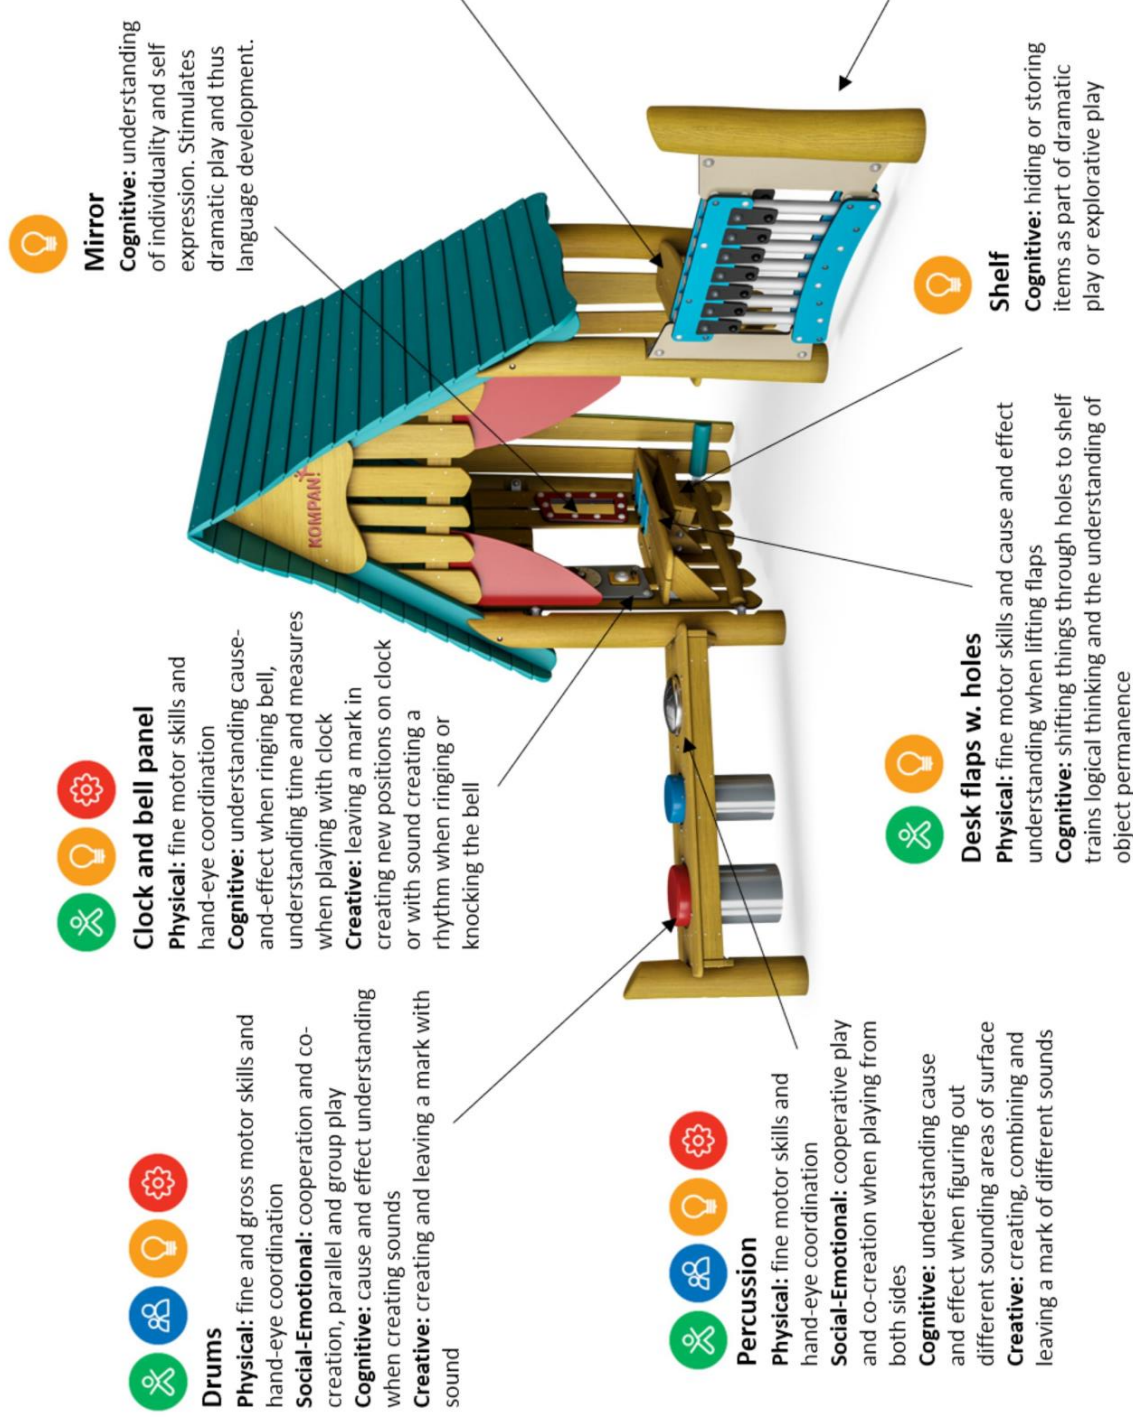 Drums
Physical: fine and gross motor skills and
hand-eye coordination
Social-Emotional: cooperation and co-
creation, parallel and group play
Cognitive: cause and effect understanding
when creating sounds
Creative: creating and leaving a mark with
sound
Clock and bell panel
Physical: fine motor skills and
hand-eye coordination
Cognitive: understanding cause-
and-effect when ringing bell,
understanding time and measures
when playing with clock
Creative: leaving a mark in
creating new positions on clock
or with sound creating a
rhythm when ringing or
knocking the bell
Mirror
Cognitive: understanding
of individuality and self
expression. Stimulates
dramatic play and thus
language development.
KOMPAN!
Percussion
Physical: fine motor skills and
hand-eye coordination
Social-Emotional: cooperative play
and co-creation when playing from
both sides
Cognitive: understanding cause
and effect when figuring out
different sounding areas of surface
Creative: creating, combining and
leaving a mark of different sounds
Desk flaps w. holes
Physical: fine motor skills and cause and effect
understanding when lifting flaps
Cognitive: shifting things through holes to shelf
trains logical thinking and the understanding of
object permanence
Shelf
Cognitive: hiding or storing
items as part of dramatic
play or explorative play